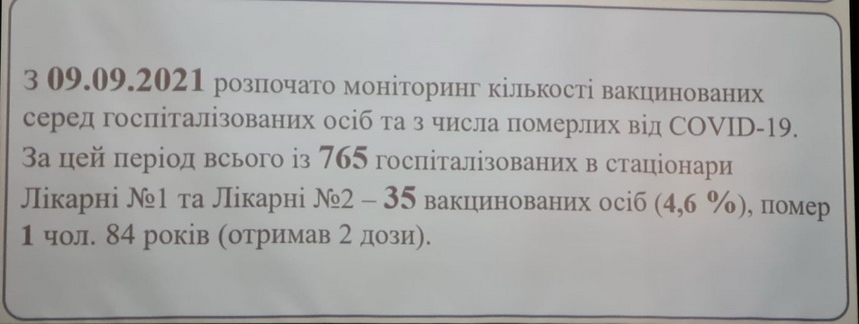 З 09.09.2021 розпочато моніторинг кількості вакцинованих
серед госпіталізованих осіб та з числа померлих від COVID-19.
За цей період всього із 765 госпіталізованих в стаціонари
Лікарні №1 та Лікарні №2 – 35 вакцинованих осіб (4,6 %), помер
1 чол. 84 років (отримав 2 дози).